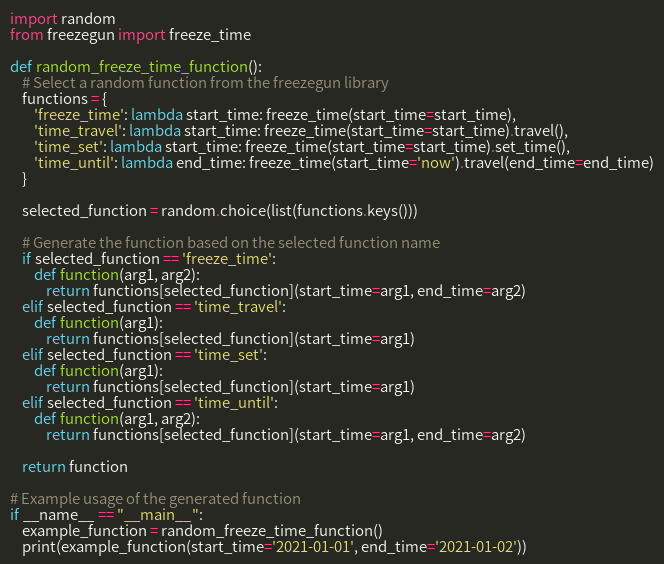 import random
from freezegun import freeze_time

def random_freeze_time_function():
    # Select a random function from the freezegun library
    functions = {
        'freeze_time': lambda start_time: freeze_time(start_time=start_time),
        'time_travel': lambda start_time: freeze_time(start_time=start_time).travel(),
        'time_set': lambda start_time: freeze_time(start_time=start_time).set_time(),
        'time_until': lambda end_time: freeze_time(start_time='now').travel(end_time=end_time)
    }

    selected_function = random.choice(list(functions.keys()))

    # Generate the function based on the selected function name
    if selected_function == 'freeze_time':
        def function(arg1, arg2):
            return functions[selected_function](start_time=arg1, end_time=arg2)
    elif selected_function == 'time_travel':
        def function(arg1):
            return functions[selected_function](start_time=arg1)
    elif selected_function == 'time_set':
        def function(arg1):
            return functions[selected_function](start_time=arg1)
    elif selected_function == 'time_until':
        def function(arg1, arg2):
            return functions[selected_function](start_time=arg1, end_time=arg2)

    return function

# Example usage of the generated function
if __name__ == "__main__":
    example_function = random_freeze_time_function()
    print(example_function(start_time='2021-01-01', end_time='2021-01-02'))